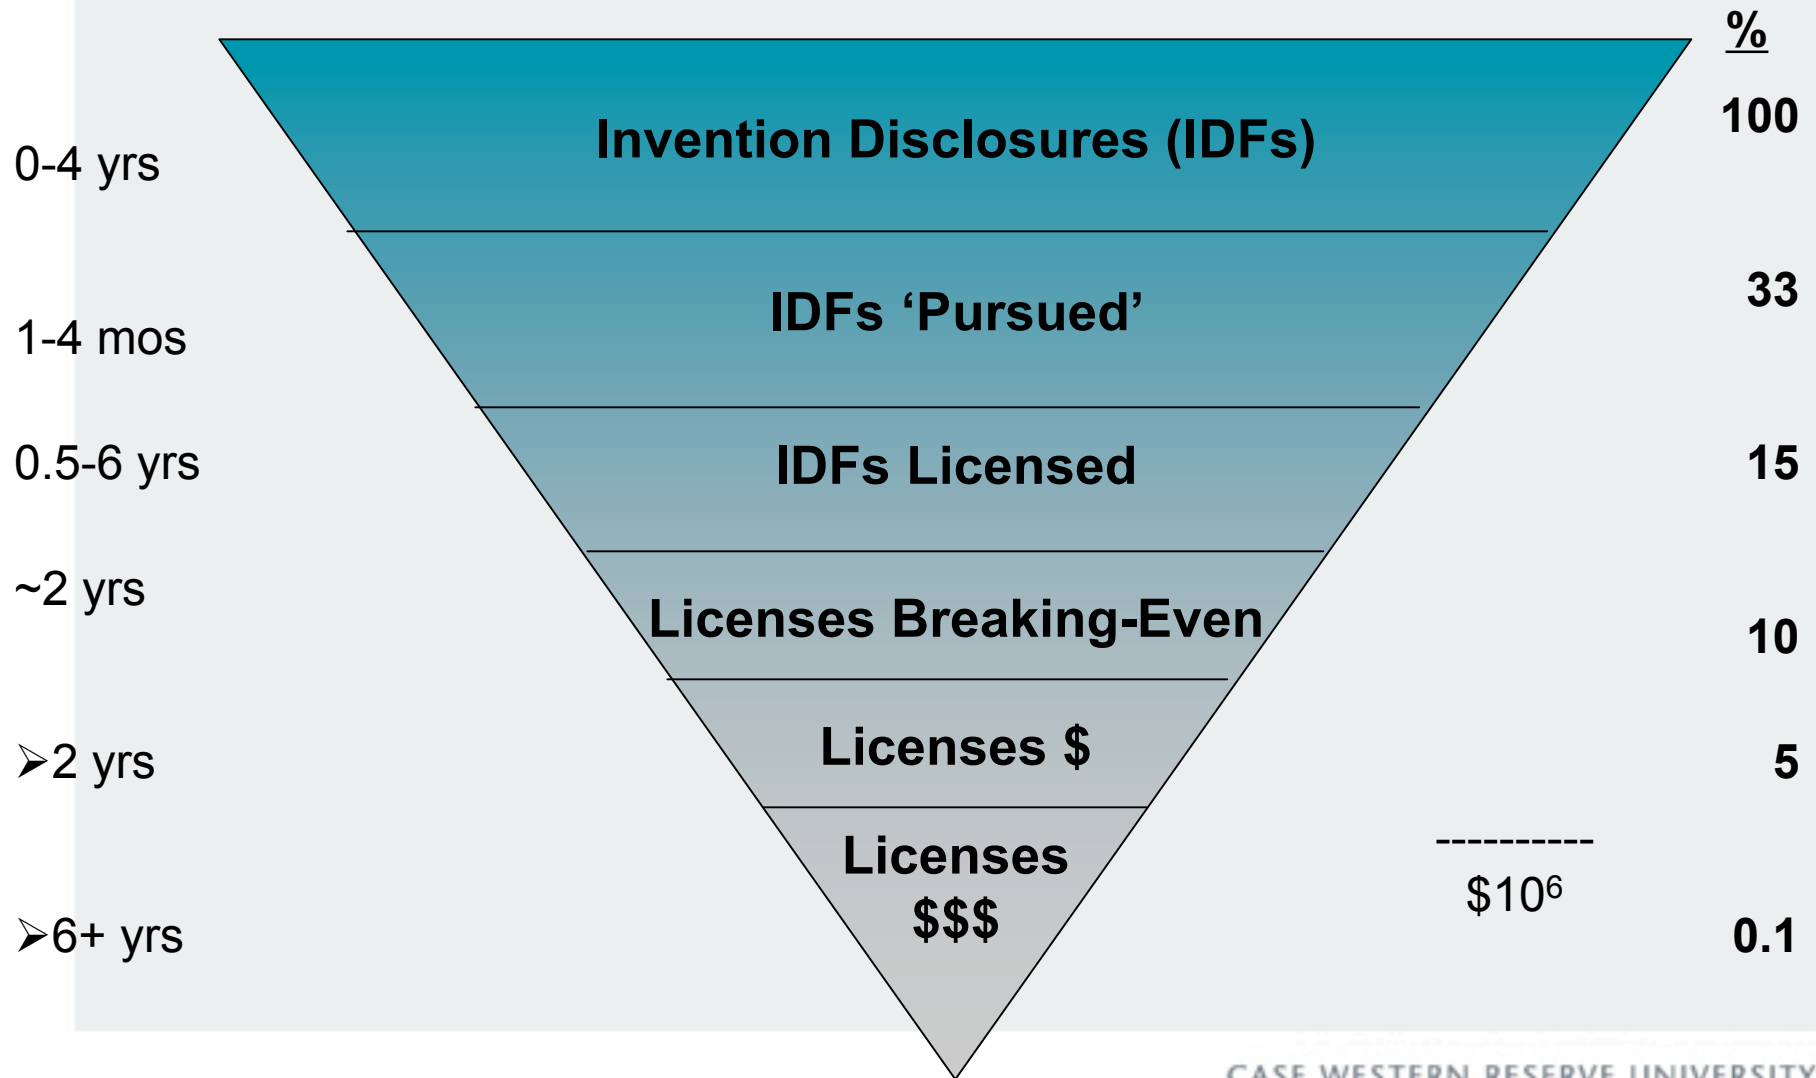 %
100
Invention Disclosures (IDFs)
0-4 yrs
33
IDFs ‘Pursued’
1-4 mos
0.5-6 yrs
IDFs Licensed
15
~2 yrs
Licenses Breaking-Even
10
Licenses $
➢2 yrs
5
----------
Licenses
$$$
$10⁶
➢6+ yrs
0.1
CASE WESTERN RESERVE UNIVERSITY